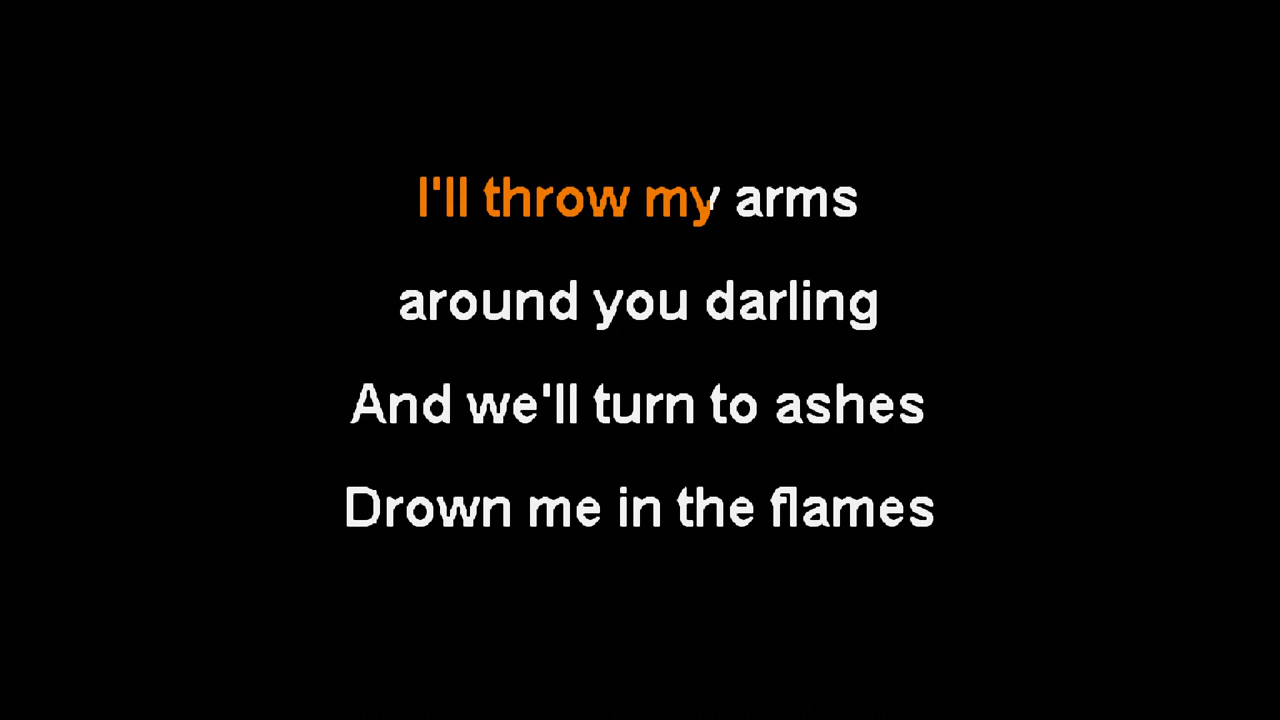 I'll throw my arms
around you darling
And we'll turn to ashes
Drown me in the flames